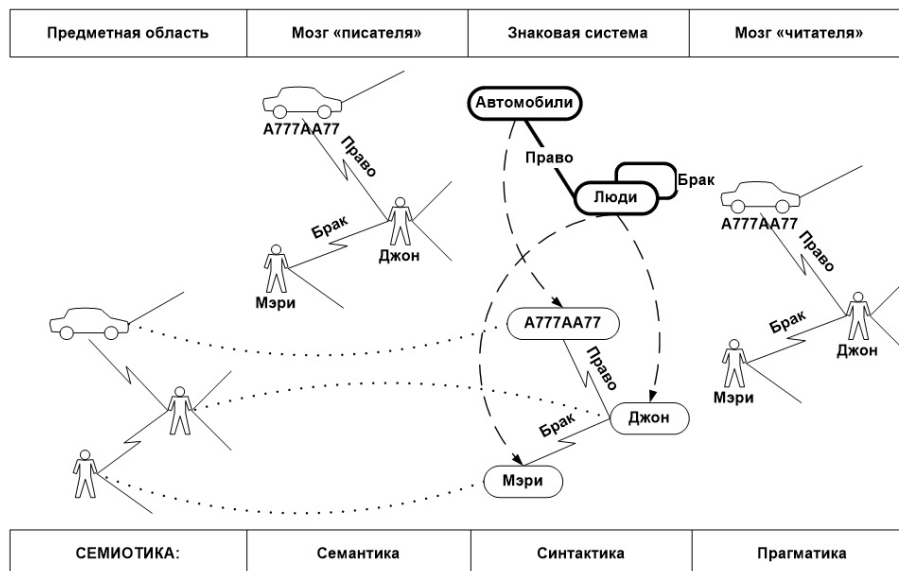 Предметная область
Мозг «писателя»
Знаковая система
Мозг «читателя»
А777АА77
Право
Брак
Джон
Мэри
Автомобили
Право
Люди
Брак
А777АА77
Право
Брак
Джон
Мэри
А777АА77
Право
Брак
Джон
Мэри
СЕМИОТИКА:
Семантика
Синтактика
Прагматика